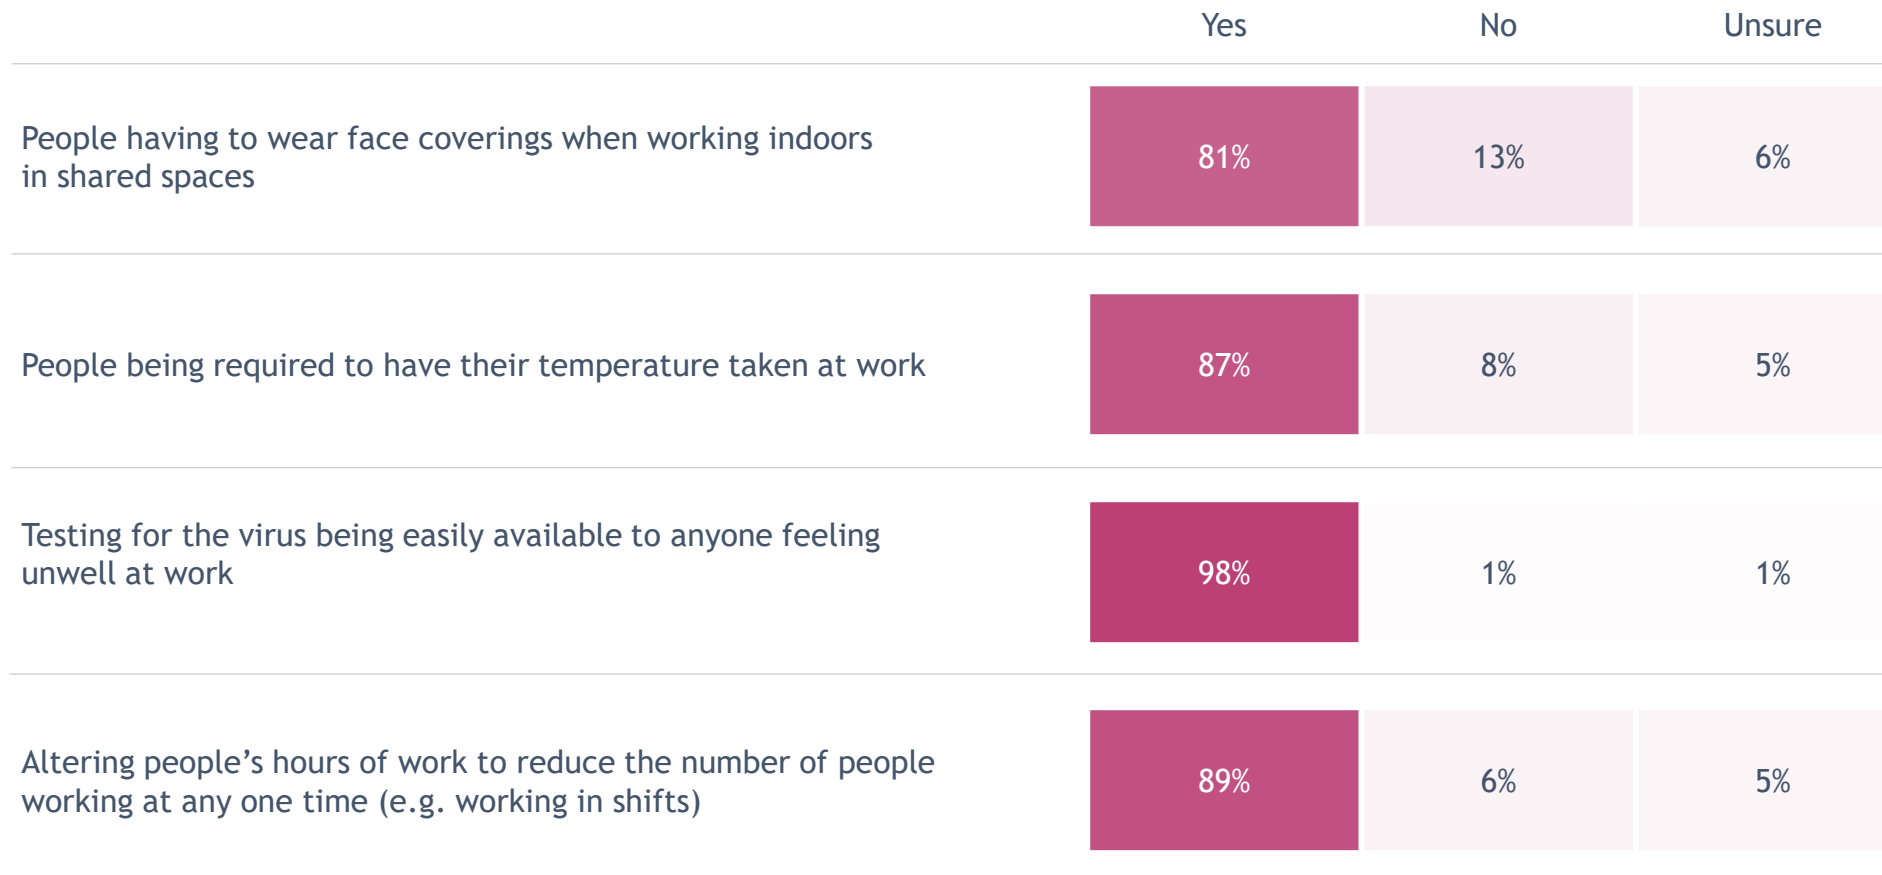 Yes No Unsure
People having to wear face coverings when working indoors
in shared spaces
81% 13% 6%
People being required to have their temperature taken at work 87% 8% 5%
Testing for the virus being easily available to anyone feeling
unwell at work
98% 1% 1%
Altering people’s hours of work to reduce the number of people
working at any one time (e.g. working in shifts)
89% 6% 5%